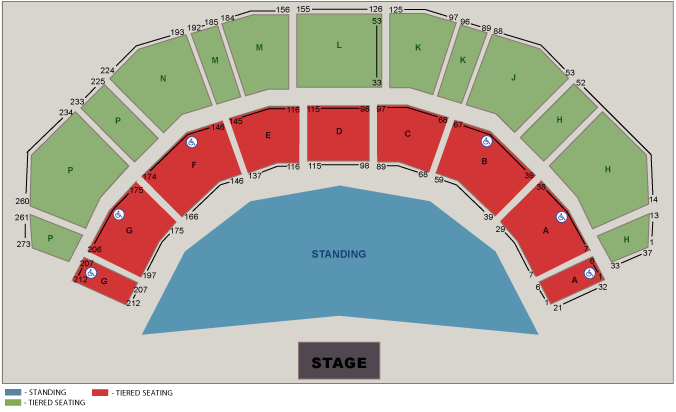 155 126 125
156 53 97
184 96
185 89
192 88
193
M L K
M K
224 N J 53
225 33 52
233
234
P H
116 115 98 97
145 68
146 67
E D C
F B
P H
174 116 115 98 89 39
175 137 68 38
146 59
260 14
261 166 39 13
G A
175 29
P H
273 206 7 1
37
207 6 33
212 G 197 7 A 1
207 6 32
212 1 21
STANDING
STAGE
- STANDING - TIERED SEATING
- TIERED SEATING